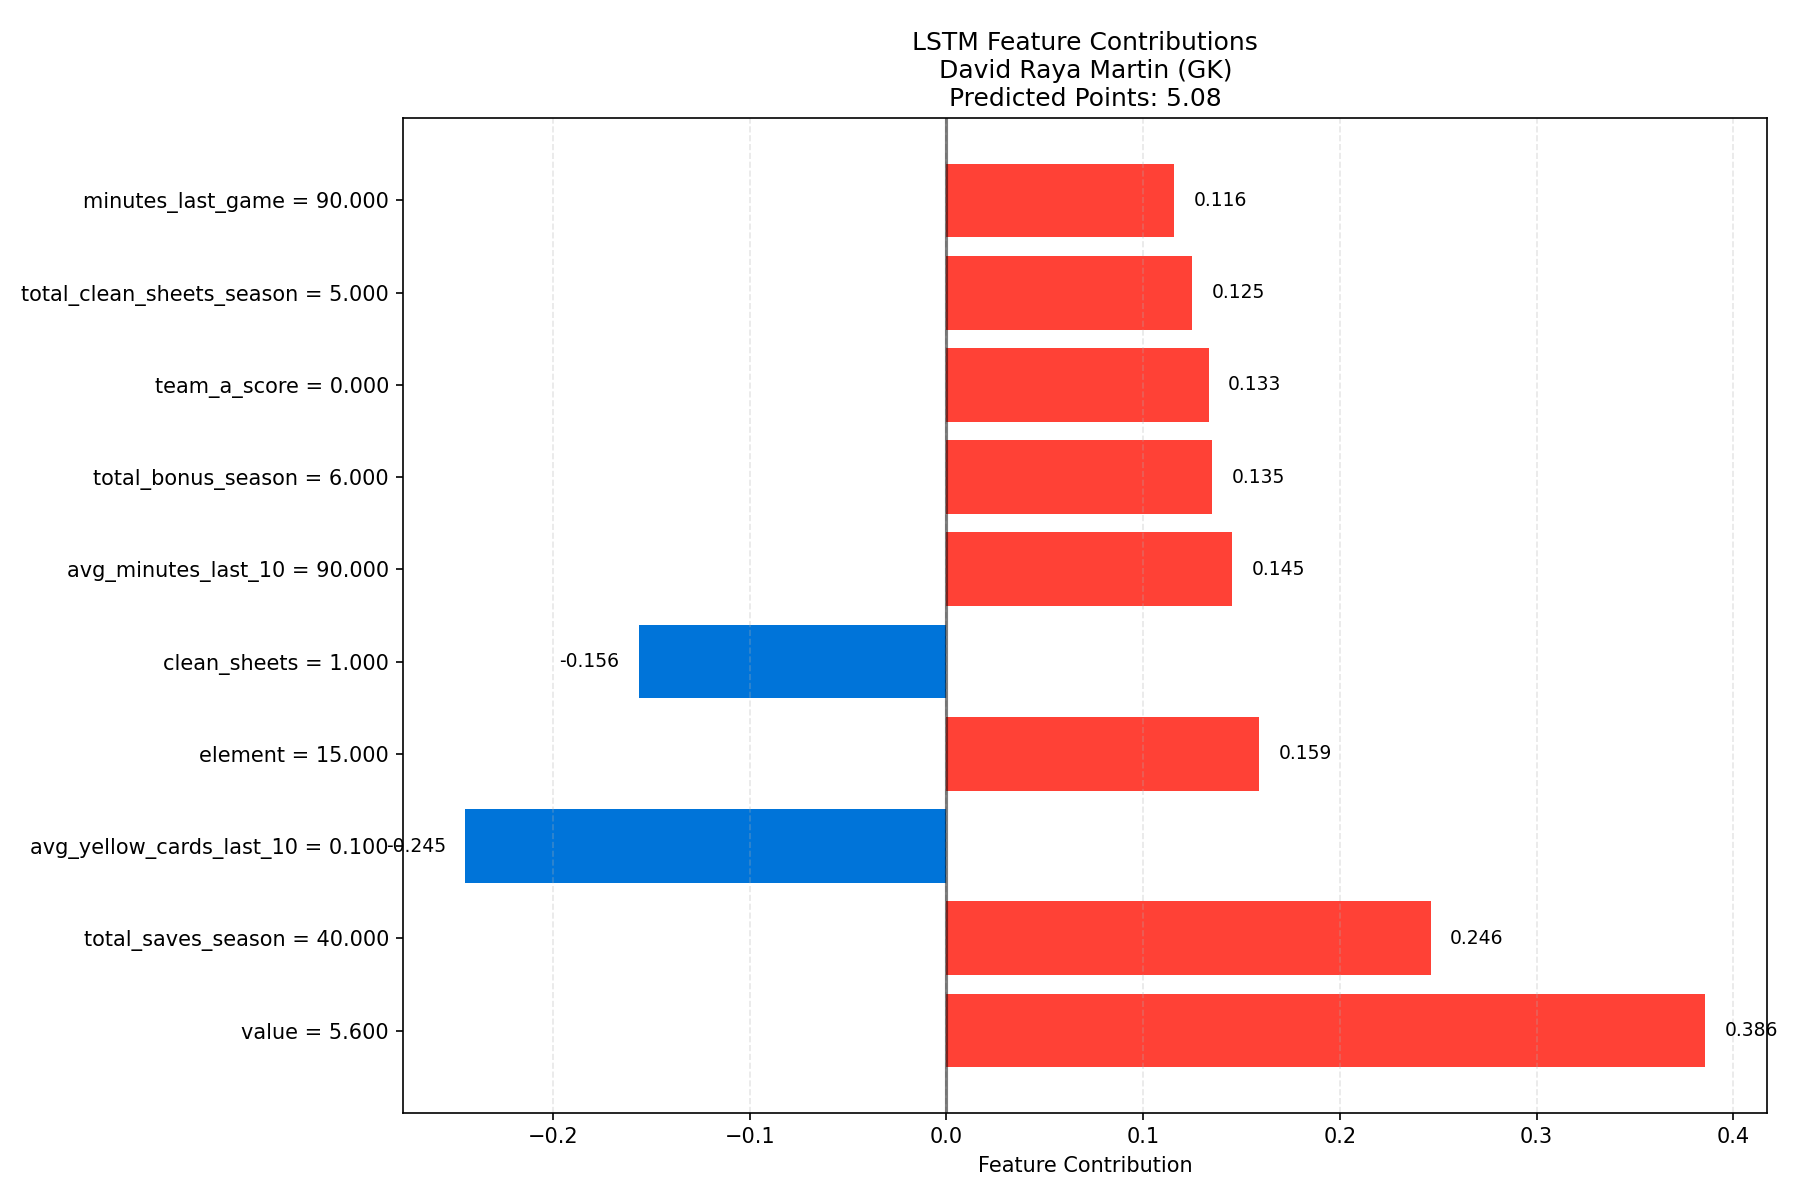 LSTM Feature Contributions
David Raya Martin (GK)
Predicted Points: 5.08
minutes_last_game = 90.000
0.116
total_clean_sheets_season = 5.000
0.125
team_a_score = 0.000
0.133
total_bonus_season = 6.000
0.135
avg_minutes_last_10 = 90.000
0.145
clean_sheets = 1.000
-0.156
element = 15.000
0.159
avg_yellow_cards_last_10 = 0.100
-0.245
total_saves_season = 40.000
0.246
value = 5.600
0.386
−0.2 −0.1 0.0 0.1 0.2 0.3 0.4
Feature Contribution